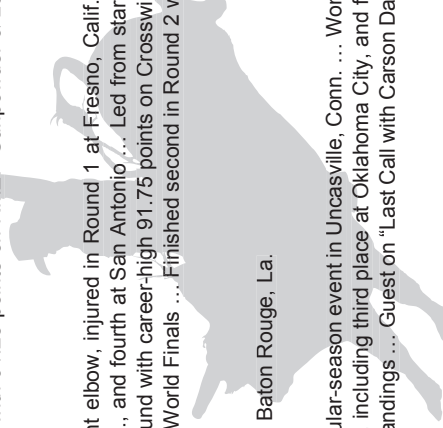 nt elbow, injured in Round 1 at Fresno, Calif.
., and fourth at San Antonio … Led from star
und with career-high 91.75 points on Crosswi
World Finals … Finished second in Round 2 w
Baton Rouge, La.
ular-season event in Uncasville, Conn. … Wor
including third place at Oklahoma City, and f
andings … Guest on “Last Call with Carson Da